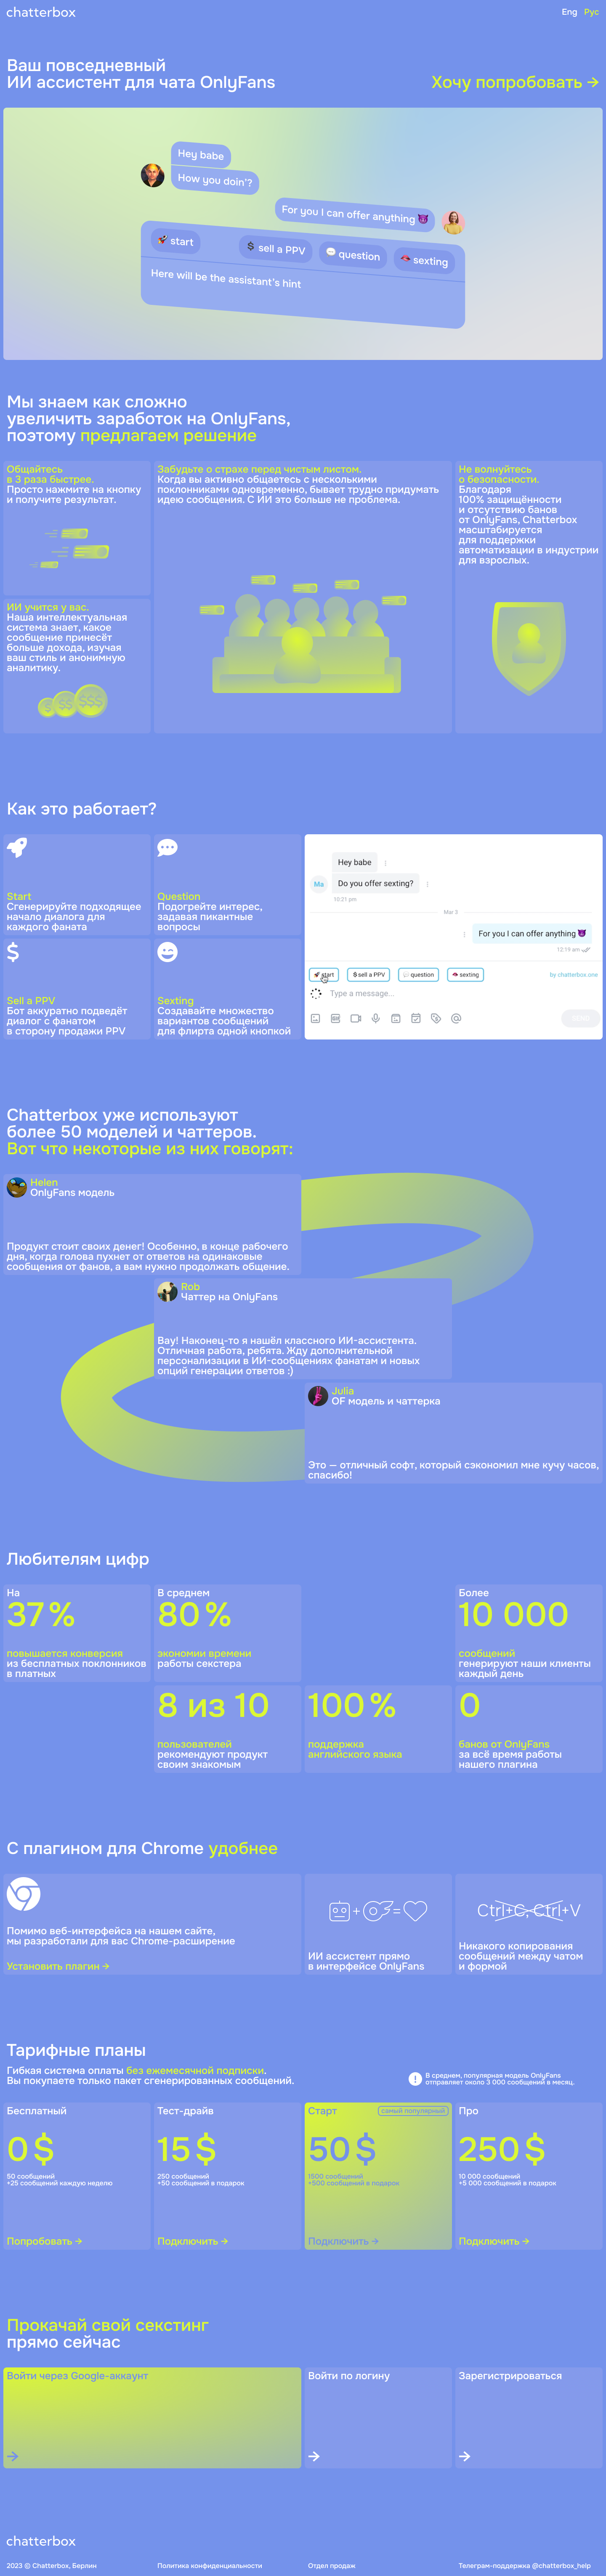 chatterbox
Eng Рус
Ваш повседневный
ИИ ассистент для чата OnlyFans
Хочу попробовать →
Hey babe
How you doin'?
For you I can offer anything 😈
🚀 start
$ sell a PPV
💬 question
🫦 sexting
Here will be the assistant's hint
Мы знаем как сложно
увеличить заработок на OnlyFans,
поэтому предлагаем решение
Общайтесь
в 3 раза быстрее.
Просто нажмите на кнопку
и получите результат.
Забудьте о страхе перед чистым листом.
Когда вы активно общаетесь с несколькими
поклонниками одновременно, бывает трудно придумать
идею сообщения. С ИИ это больше не проблема.
Не волнуйтесь
о безопасности.
Благодаря
100% защищённости
и отсутствию банов
от OnlyFans, Chatterbox
масштабируется
для поддержки
автоматизации в индустрии
для взрослых.
ИИ учится у вас.
Наша интеллектуальная
система знает, какое
сообщение принесёт
больше дохода, изучая
ваш стиль и анонимную
аналитику.
$ $$ $$$
Как это работает?
Start
Сгенерируйте подходящее
начало диалога для
каждого фаната
Question
Подогрейте интерес,
задавая пикантные
вопросы
$
Sell a PPV
Бот аккуратно подведёт
диалог с фанатом
в сторону продажи PPV
Sexting
Создавайте множество
вариантов сообщений
для флирта одной кнопкой
Hey babe
Ma
Do you offer sexting?
10:21 pm
Mar 3
For you I can offer anything 😈
12:19 am
🚀 start
$ sell a PPV
💬 question
🫦 sexting
by chatterbox.one
Type a message...
Chatterbox уже используют
более 50 моделей и чаттеров.
Вот что некоторые из них говорят:
Helen
OnlyFans модель
Продукт стоит своих денег! Особенно, в конце рабочего
дня, когда голова пухнет от ответов на одинаковые
сообщения от фанов, а вам нужно продолжать общение.
Rob
Чаттер на OnlyFans
Вау! Наконец-то я нашёл классного ИИ-ассистента.
Отличная работа, ребята. Жду дополнительной
персонализации в ИИ-сообщениях фанатам и новых
опций генерации ответов :)
Julia
OF модель и чаттерка
Это — отличный софт, который сэкономил мне кучу часов,
спасибо!
Любителям цифр
На
37 %
повышается конверсия
из бесплатных поклонников
в платных
В среднем
80 %
экономии времени
работы секстера
Более
10 000
сообщений
генерируют наши клиенты
каждый день
8 из 10
пользователей
рекомендуют продукт
своим знакомым
100 %
поддержка
английского языка
0
банов от OnlyFans
за всё время работы
нашего плагина
С плагином для Chrome удобнее
Помимо веб-интерфейса на нашем сайте,
мы разработали для вас Chrome-расширение
Установить плагин →
+ = 
ИИ ассистент прямо
в интерфейсе OnlyFans
Ctrl+C, Ctrl+V
Никакого копирования
сообщений между чатом
и формой
Тарифные планы
Гибкая система оплаты без ежемесячной подписки.
Вы покупаете только пакет сгенерированных сообщений.
! В среднем, популярная модель OnlyFans
отправляет около 3 000 сообщений в месяц.
Бесплатный
0 $
50 сообщений
+25 сообщений каждую неделю
Попробовать →
Тест-драйв
15 $
250 сообщений
+50 сообщений в подарок
Подключить →
Старт
самый популярный
50 $
1500 сообщений
+500 сообщений в подарок
Подключить →
Про
250 $
10 000 сообщений
+5 000 сообщений в подарок
Подключить →
Прокачай свой секстинг
прямо сейчас
Войти через Google-аккаунт
→
Войти по логину
→
Зарегистрироваться
→
chatterbox
2023 © Chatterbox, Берлин
Политика конфиденциальности
Отдел продаж
Телеграм-поддержка @chatterbox_help